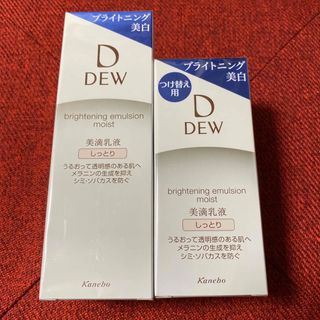 ブライトニング
美白
D
DEW
brightening emulsion
moist
美滴乳液
しっとり
うるおって透明感のある肌へ
メラニンの生成を抑え
シミ・ソバカスを防ぐ
Kanebo
ブライトニング
美白
つけ替え
用
D
DEW
brightening emulsion
moist
美滴乳液
しっとり
うるおって透明感のある肌へ
メラニンの生成を抑え
シミ・ソバカスを防ぐ
Kanebo